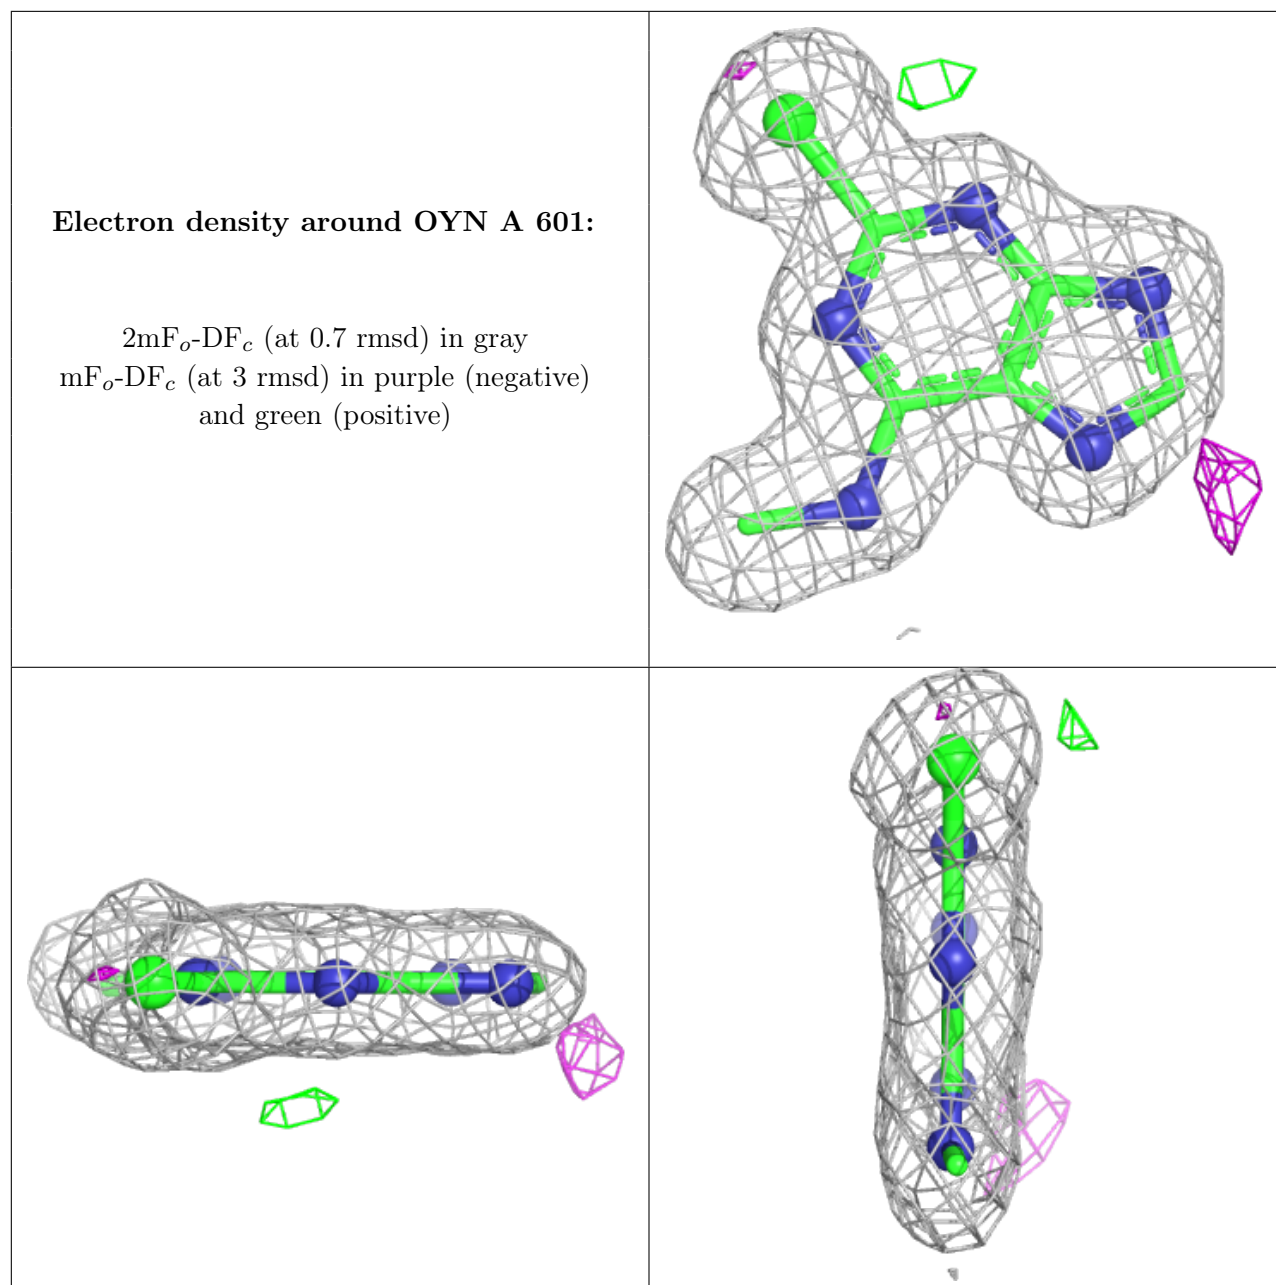 Electron density around OYN A 601:
2mFo-DFc (at 0.7 rmsd) in gray
mFo-DFc (at 3 rmsd) in purple (negative)
and green (positive)